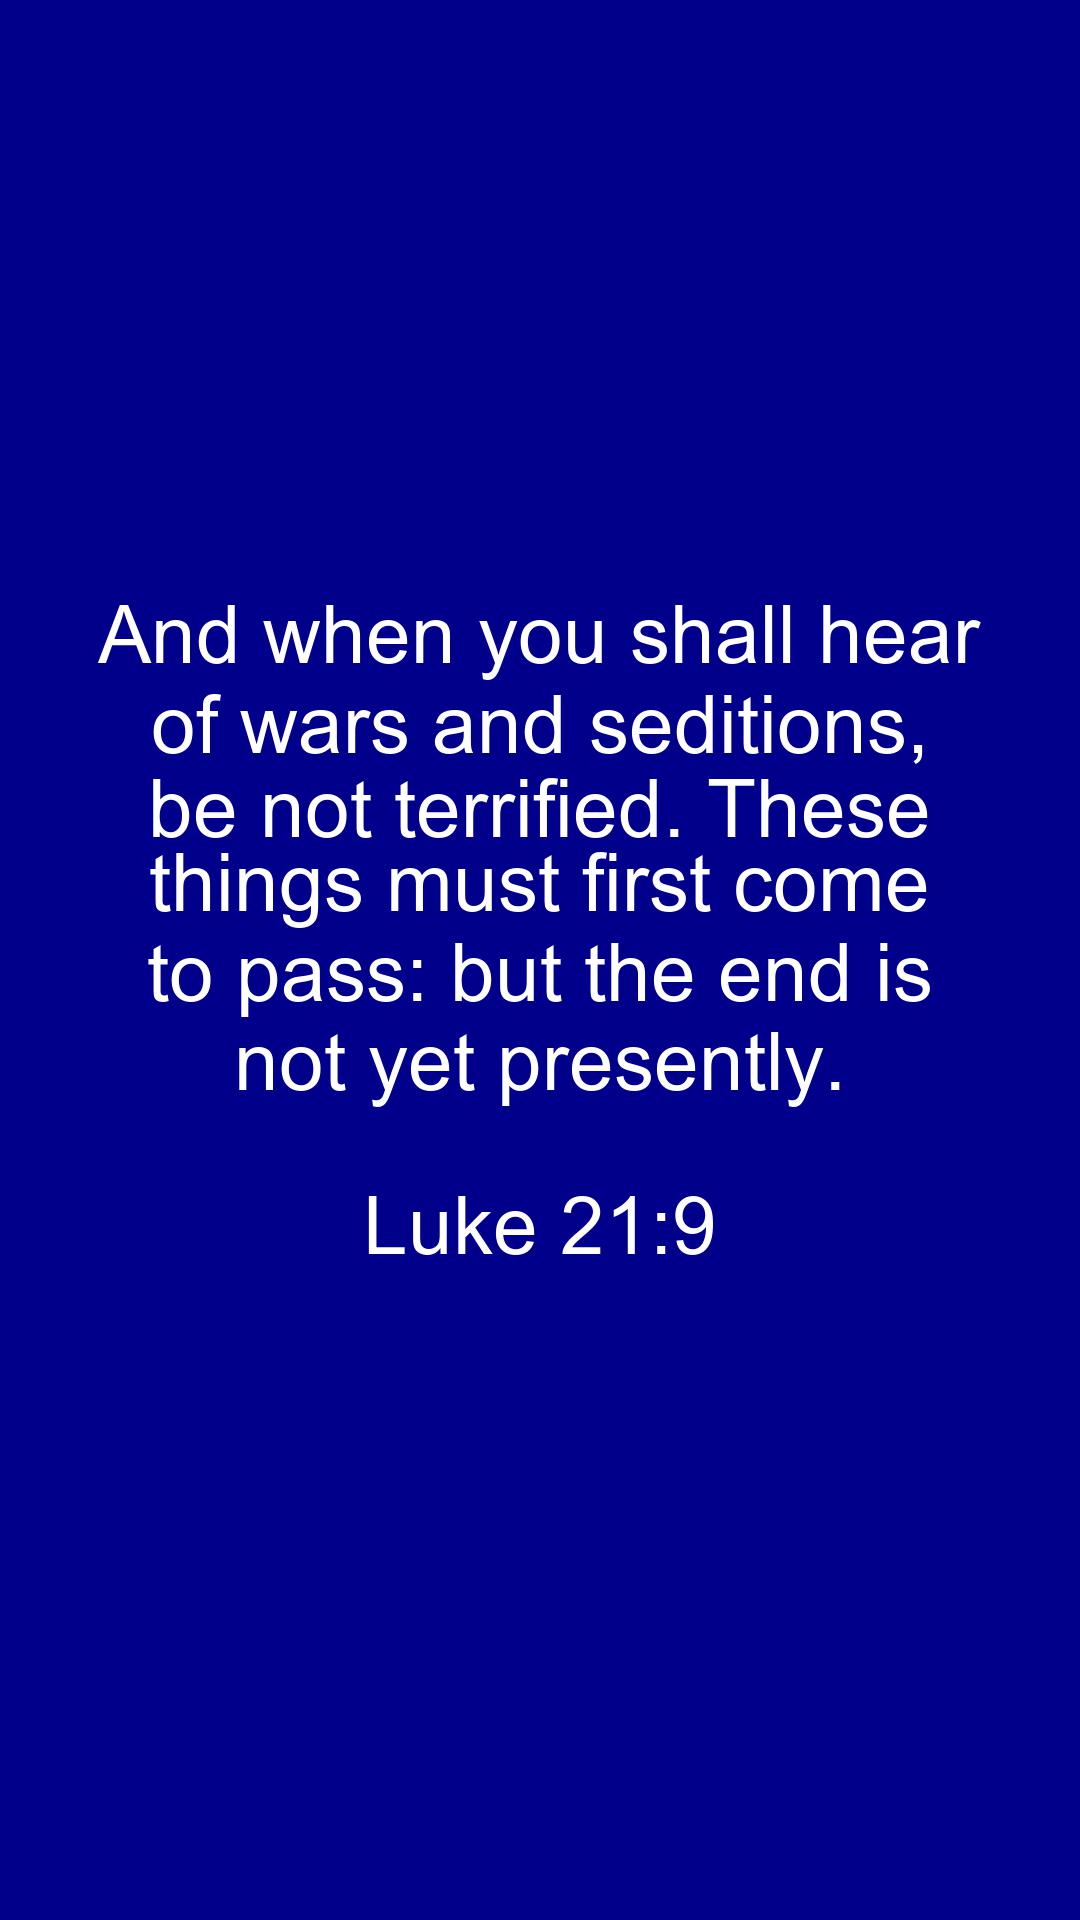 And when you shall hear
of wars and seditions,
be not terrified. These
things must first come
to pass: but the end is
not yet presently.
Luke 21:9